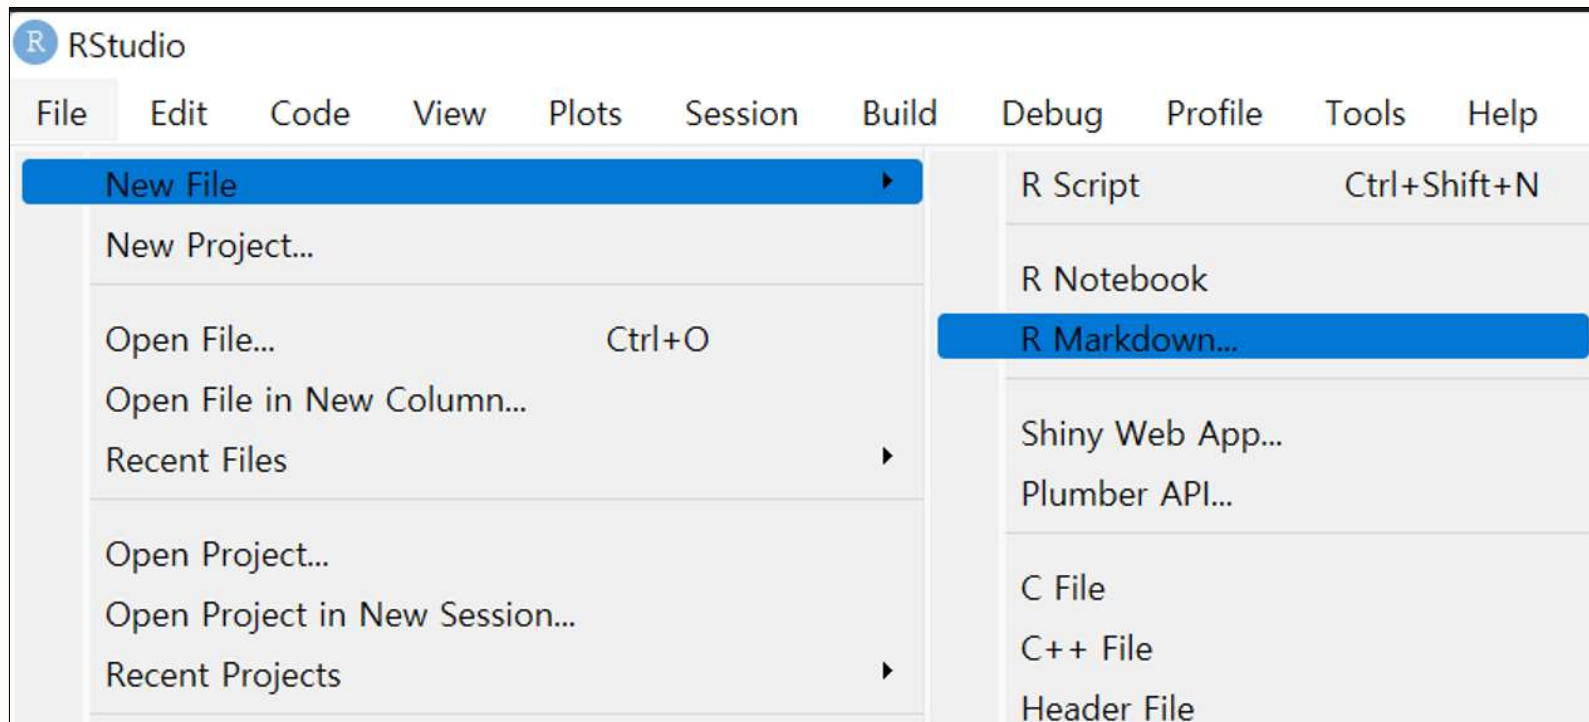 R RStudio
File Edit Code View Plots Session Build Debug Profile Tools Help
New File
New Project...
Open File... Ctrl+O
Open File in New Column...
Recent Files
Open Project...
Open Project in New Session...
Recent Projects
R Script Ctrl+Shift+N
R Notebook
R Markdown...
Shiny Web App...
Plumber API...
C File
C++ File
Header File